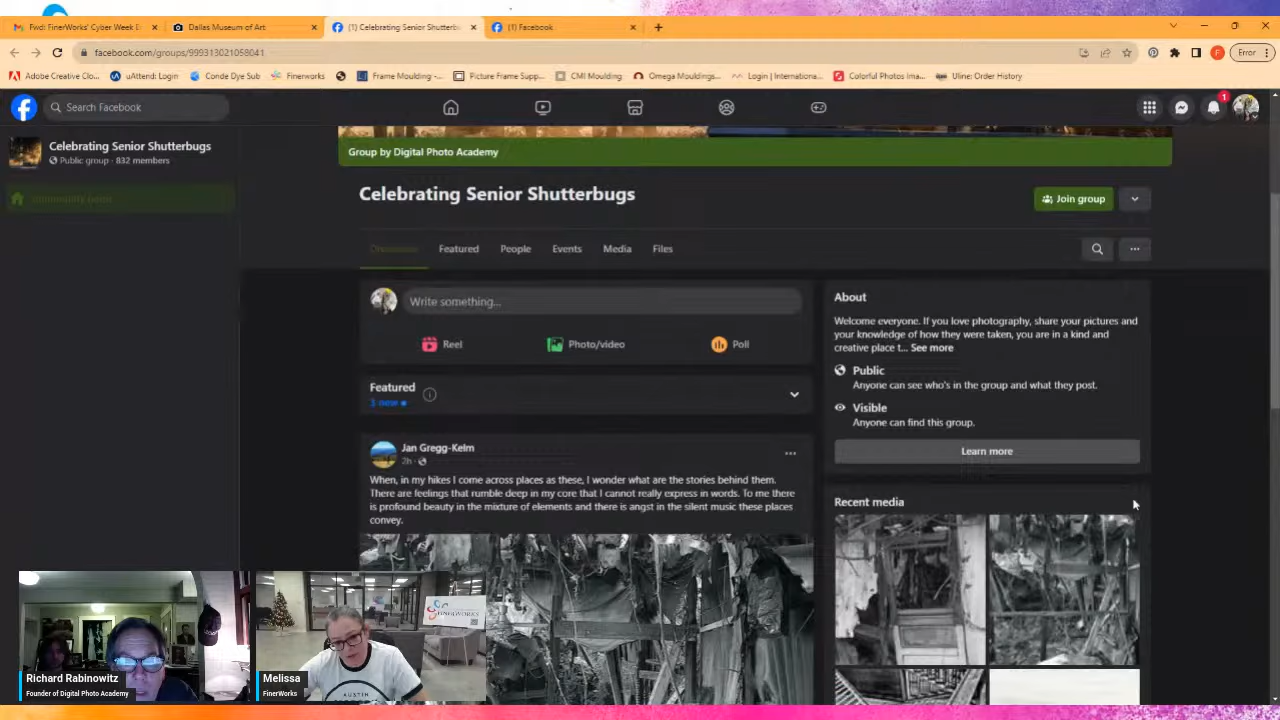 Fwd: FinerWorks' Cyber Week E
Dallas Museum of Art
(1) Celebrating Senior Shutterb
(1) Facebook
facebook.com/groups/999313021058041
Error
Adobe Creative Clo...
uAttend: Login
Conde Dye Sub
Finerworks
Frame Moulding -...
Picture Frame Supp...
CMI Moulding
Omega Mouldings...
Login | Internationa...
Colorful Photos Ima...
Uline: Order History
Search Facebook
1
Celebrating Senior Shutterbugs
Public group · 832 members
Group by Digital Photo Academy
Celebrating Senior Shutterbugs
Join group
Featured
People
Events
Media
Files
Write something...
Reel
Photo/video
Poll
Featured
3 new
Jan Gregg-Kelm
2h ·
When, in my hikes I come across places as these, I wonder what are the stories behind them.
There are feelings that rumble deep in my core that I cannot really express in words. To me there
is profound beauty in the mixture of elements and there is angst in the silent music these places
convey.
About
Welcome everyone. If you love photography, share your pictures and
your knowledge of how they were taken, you are in a kind and
creative place t... See more
Public
Anyone can see who's in the group and what they post.
Visible
Anyone can find this group.
Learn more
Recent media
Richard Rabinowitz
Founder of Digital Photo Academy
Melissa
FinerWorks
FINERWORKS
AUSTIN